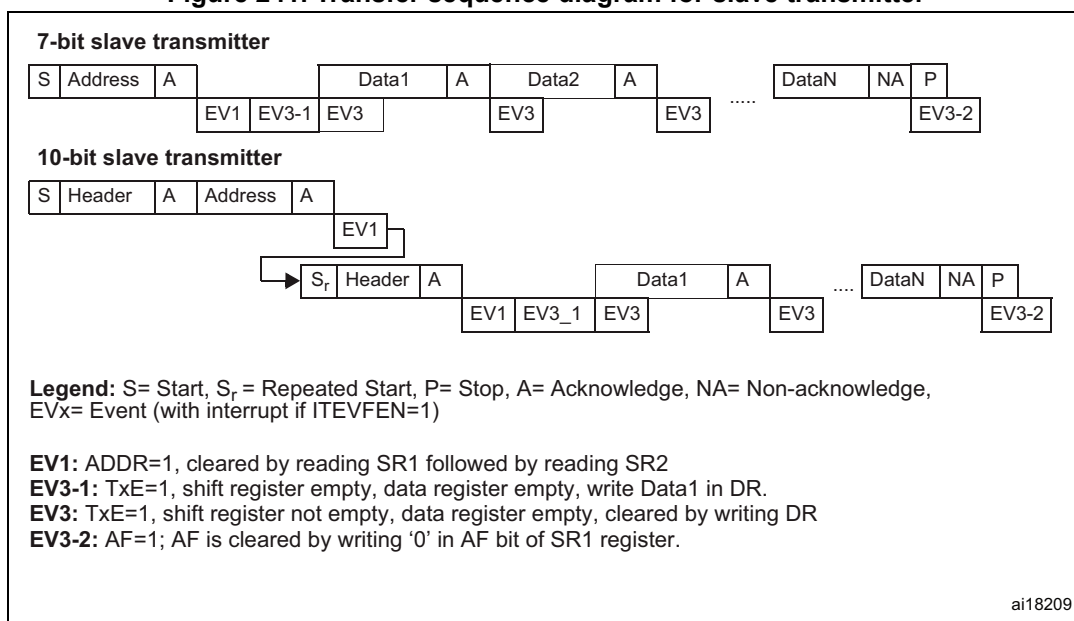 Figure 241. Transfer sequence diagram for slave transmitter
7-bit slave transmitter
S Address A Data1 A Data2 A ..... DataN NA P
EV1 EV3-1 EV3 EV3 EV3 EV3-2
10-bit slave transmitter
S Header A Address A
EV1
Sr Header A Data1 A .... DataN NA P
EV1 EV3_1 EV3 EV3 EV3-2
Legend: S= Start, Sr = Repeated Start, P= Stop, A= Acknowledge, NA= Non-acknowledge,
EVx= Event (with interrupt if ITEVFEN=1)
EV1: ADDR=1, cleared by reading SR1 followed by reading SR2
EV3-1: TxE=1, shift register empty, data register empty, write Data1 in DR.
EV3: TxE=1, shift register not empty, data register empty, cleared by writing DR
EV3-2: AF=1; AF is cleared by writing ‘0’ in AF bit of SR1 register.
ai18209